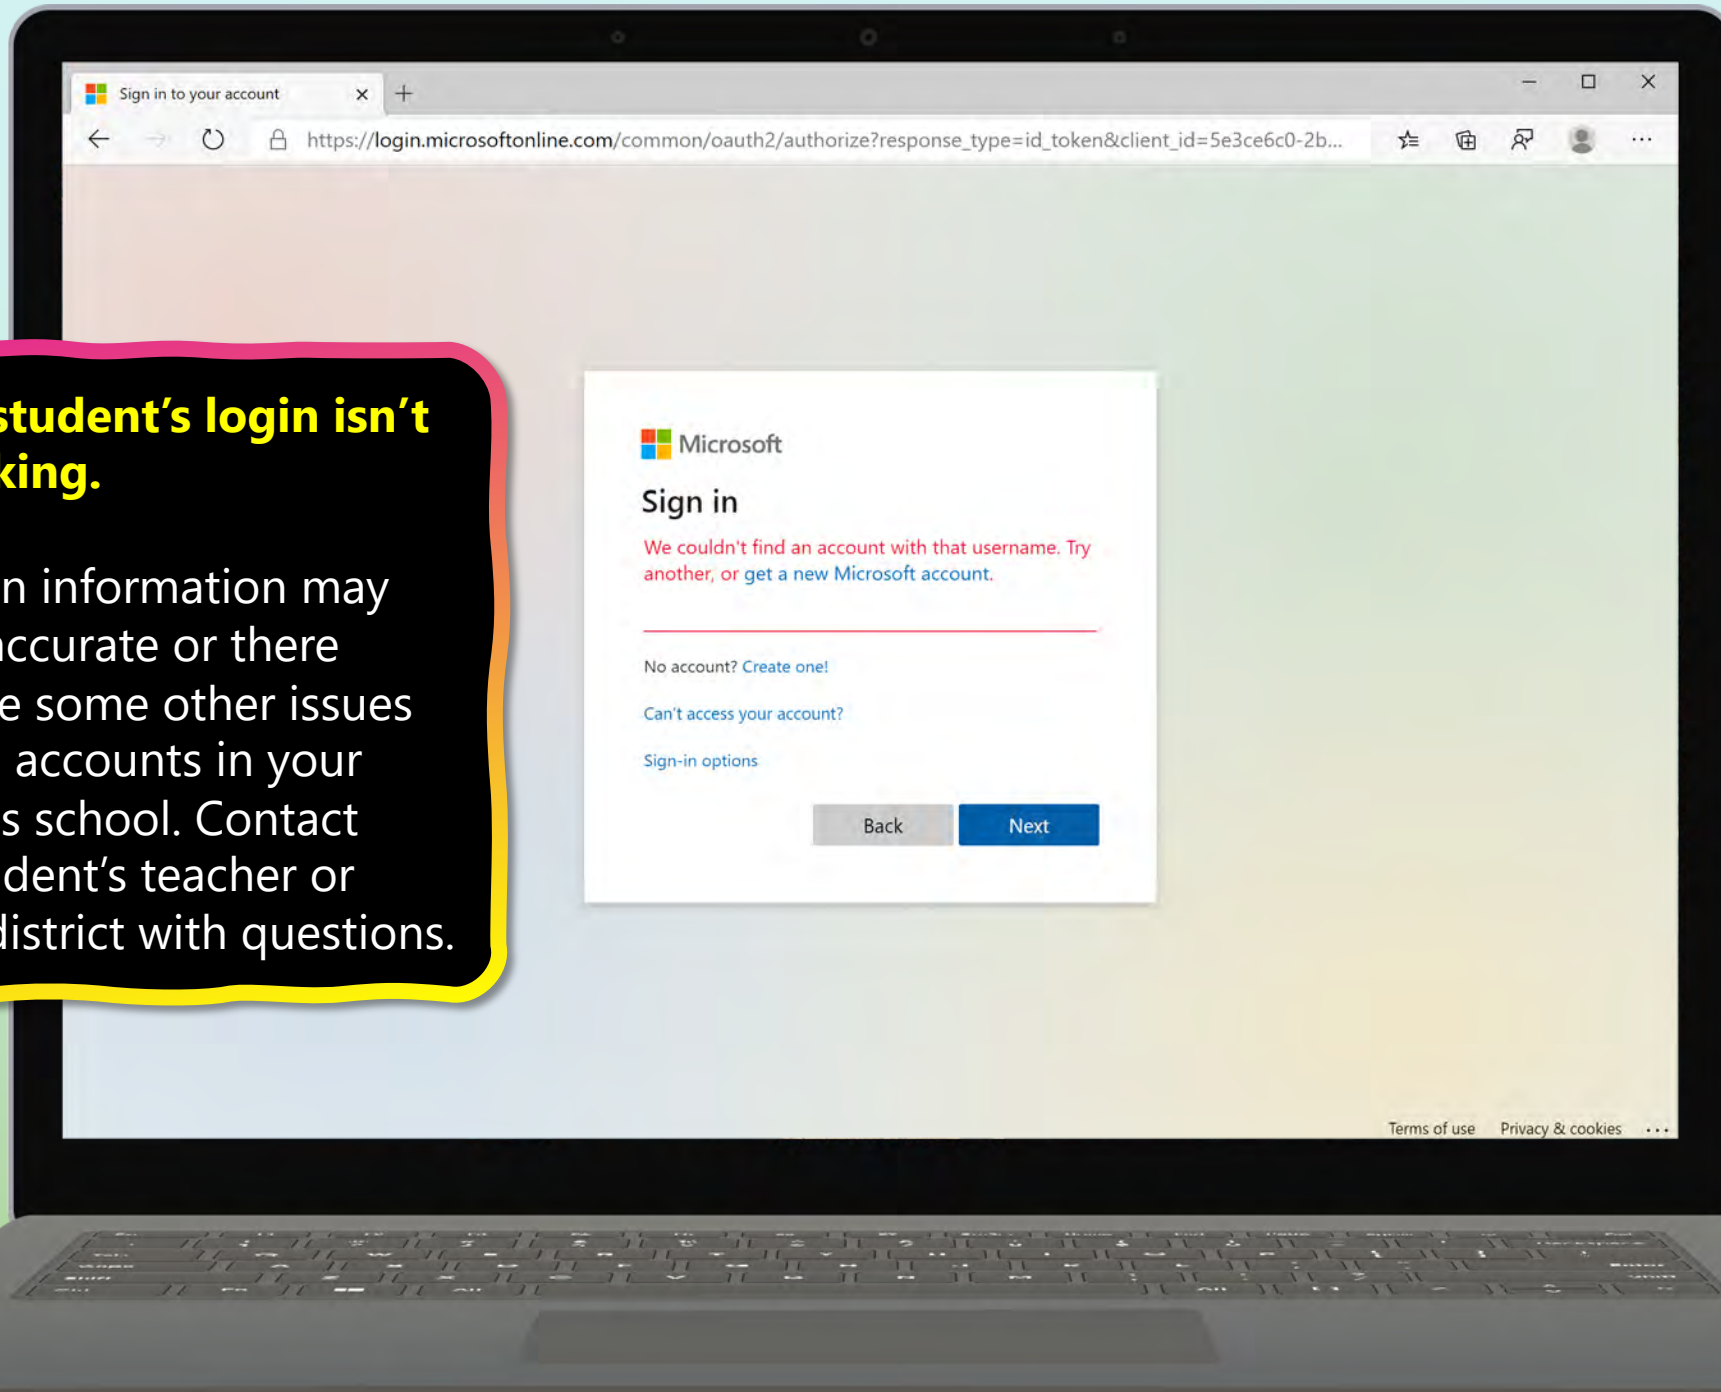 Sign in to your account
https://login.microsoftonline.com/common/oauth2/authorize?response_type=id_token&client_id=5e3ce6c0-2b...
student’s login isn’t
king.
n information may
accurate or there
e some other issues
accounts in your
s school. Contact
dent’s teacher or
district with questions.
Microsoft
Sign in
We couldn't find an account with that username. Try
another, or get a new Microsoft account.
No account? Create one!
Can't access your account?
Sign-in options
Back Next
Terms of use Privacy & cookies ...